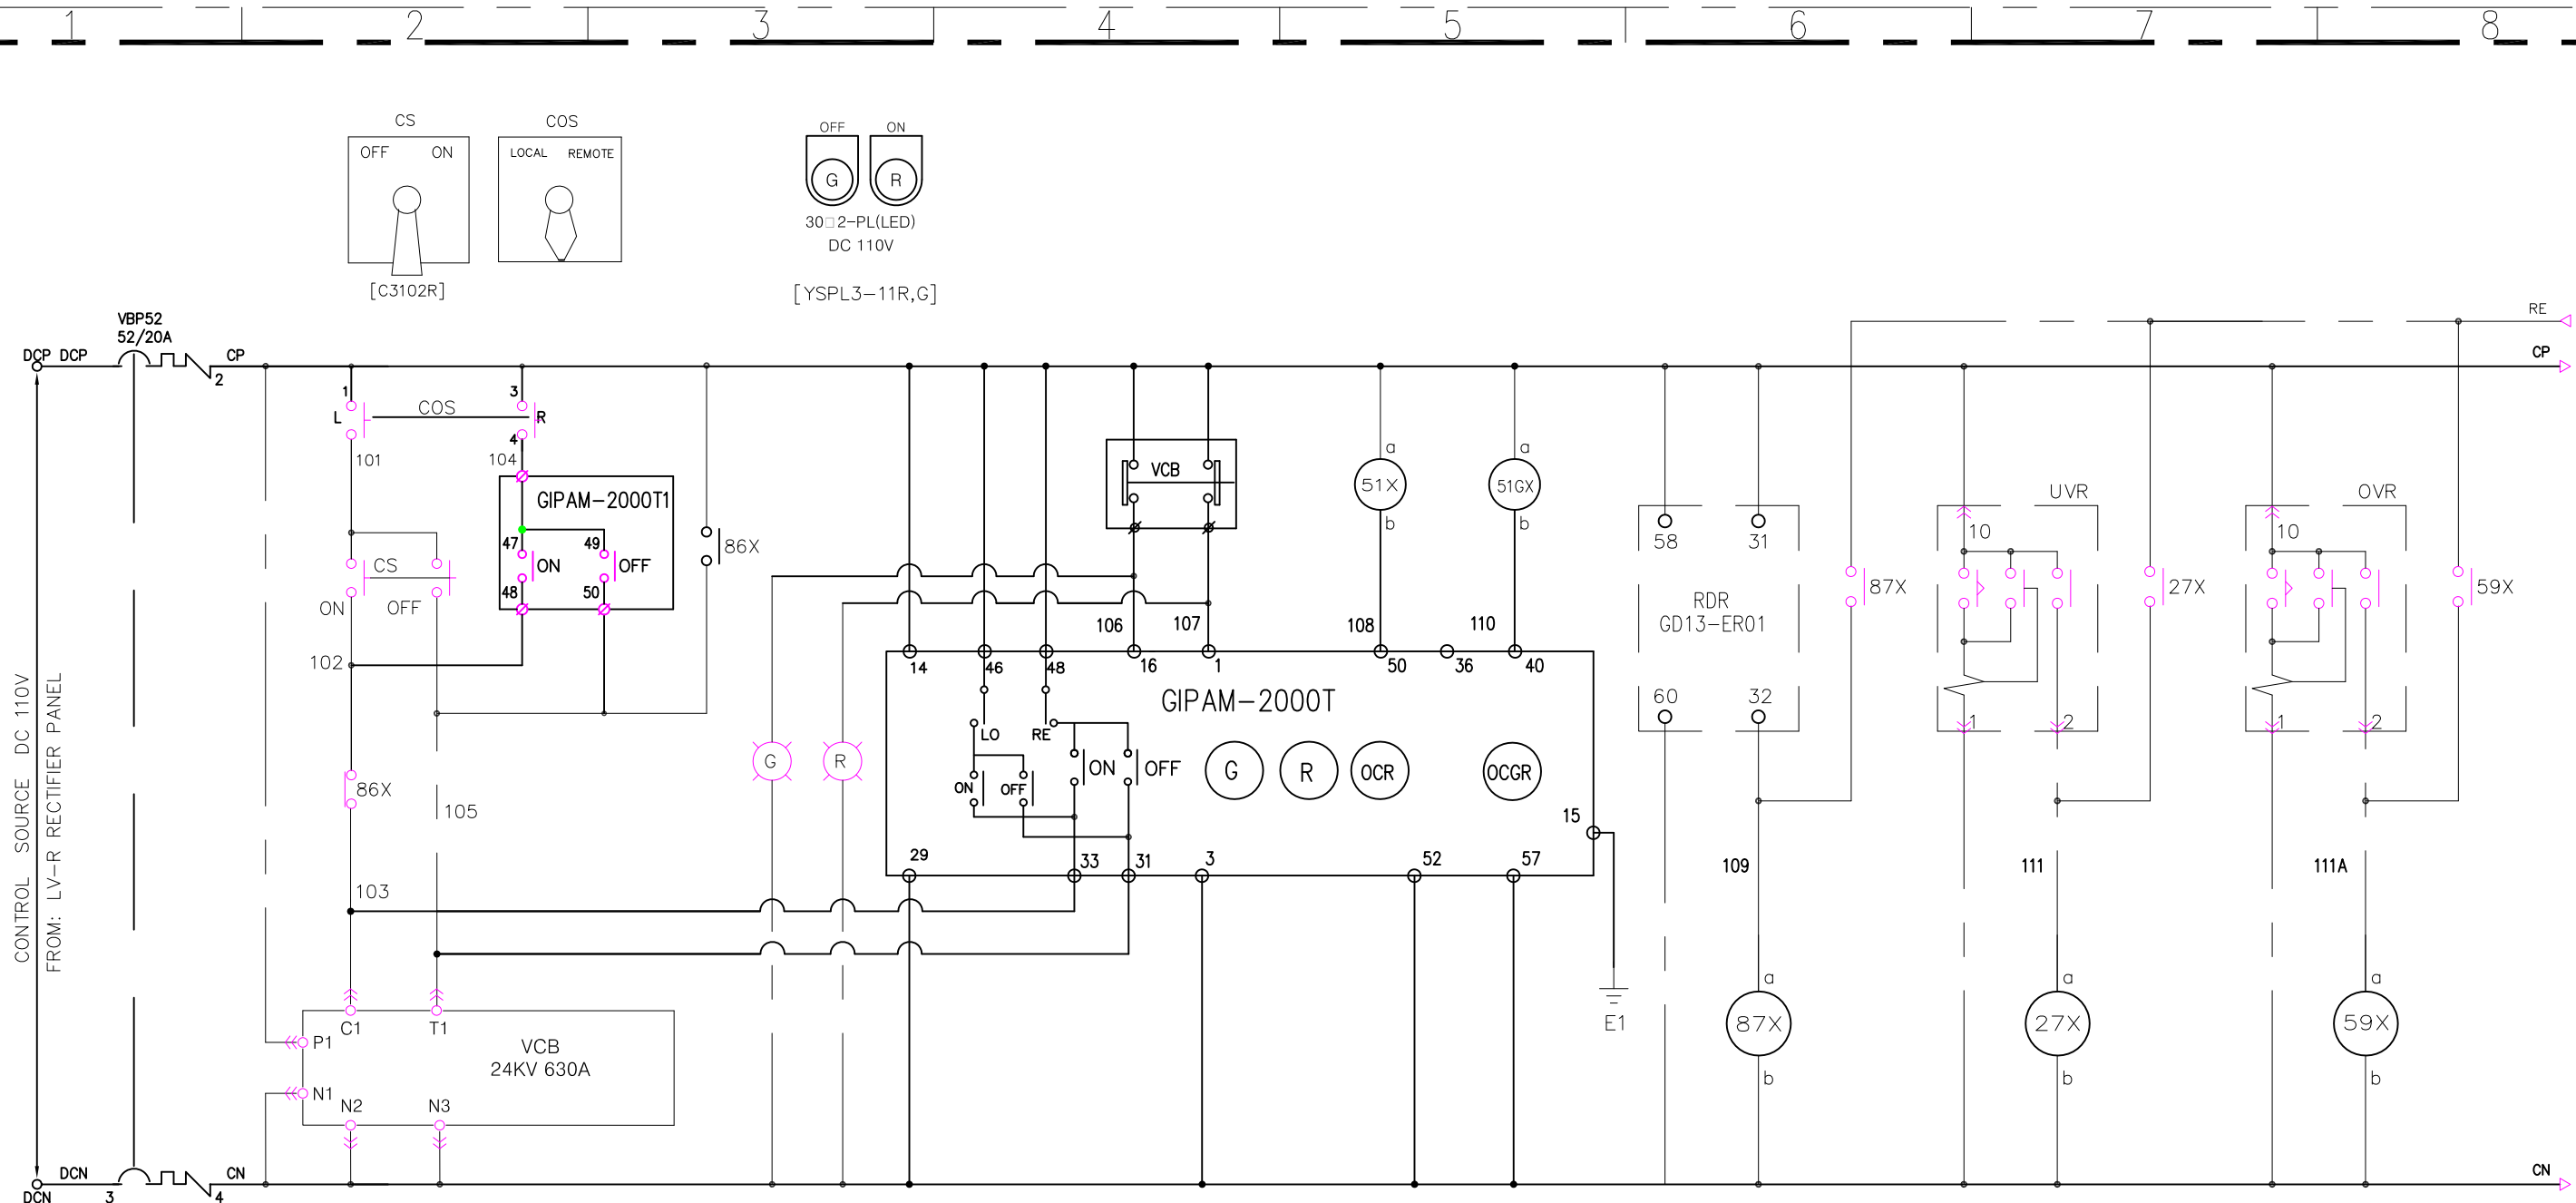 1 2 3 4 5 6 7 8
CS
OFF ON
[C3102R]
COS
LOCAL REMOTE
OFF ON
G R
30□2-PL(LED)
DC 110V
[YSPL3-11R,G]
VBP52
52/20A
DCP DCP
CP
2
RE
CP
1
L
COS
3
R
4
101
104
GIPAM-2000T1
47
49
ON
OFF
48
50
86X
CS
ON
OFF
102
86X
105
103
CONTROL SOURCE DC 110V
FROM: LV-R RECTIFIER PANEL
C1
T1
P1
VCB
24KV 630A
N1
N2
N3
DCN
DCN
3
CN
4
G
R
VCB
106
107
108
110
a
51X
b
a
51GX
b
14
46
48
16
1
50
36
40
GIPAM-2000T
LO
RE
ON
OFF
ON
OFF
G
R
OCR
OCGR
15
29
33
31
3
52
57
E1
58
31
RDR
GD13-ER01
60
32
87X
109
a
87X
b
UVR
10
1
2
27X
111
a
27X
b
OVR
10
1
2
59X
111A
a
59X
b
CN